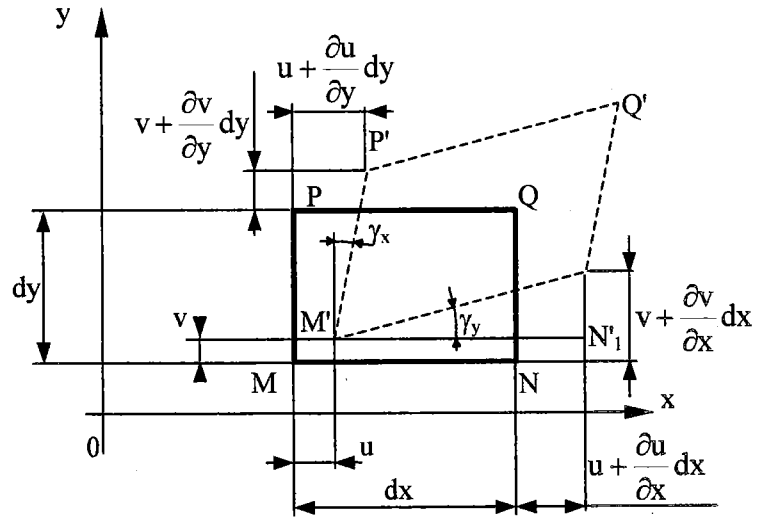 y
u + ∂u/∂y dy
v + ∂v/∂y dy
P'
Q'
P
Q
γx
dy
v
M'
γy
N'1
v + ∂v/∂x dx
M
N
x
0
u
u + ∂u/∂x dx
dx